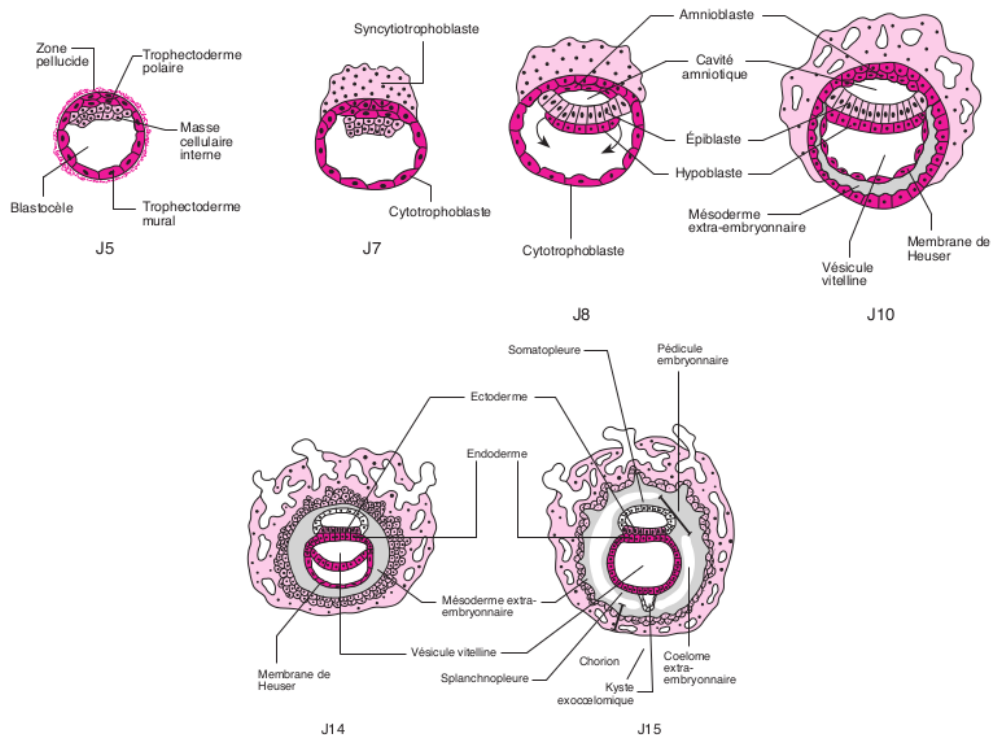 Zone
pellucide
Trophectoderme
polaire
Masse
cellulaire
interne
Blastocèle
Trophectoderme
mural
J5
Syncytiotrophoblaste
Cytotrophoblaste
J7
Amnioblaste
Cavité
amniotique
Épiblaste
Hypoblaste
Cytotrophoblaste
J8
Mésoderme
extra-embryonnaire
Vésicule
vitelline
Membrane de
Heuser
J10
Somatopleure
Pédicule
embryonnaire
Ectoderme
Endoderme
Mésoderme extra-
embryonnaire
Vésicule vitelline
Membrane de
Heuser
Splanchnopleure
Chorion
Kyste
exocœlomique
Coelome
extra-
embryonnaire
J14
J15